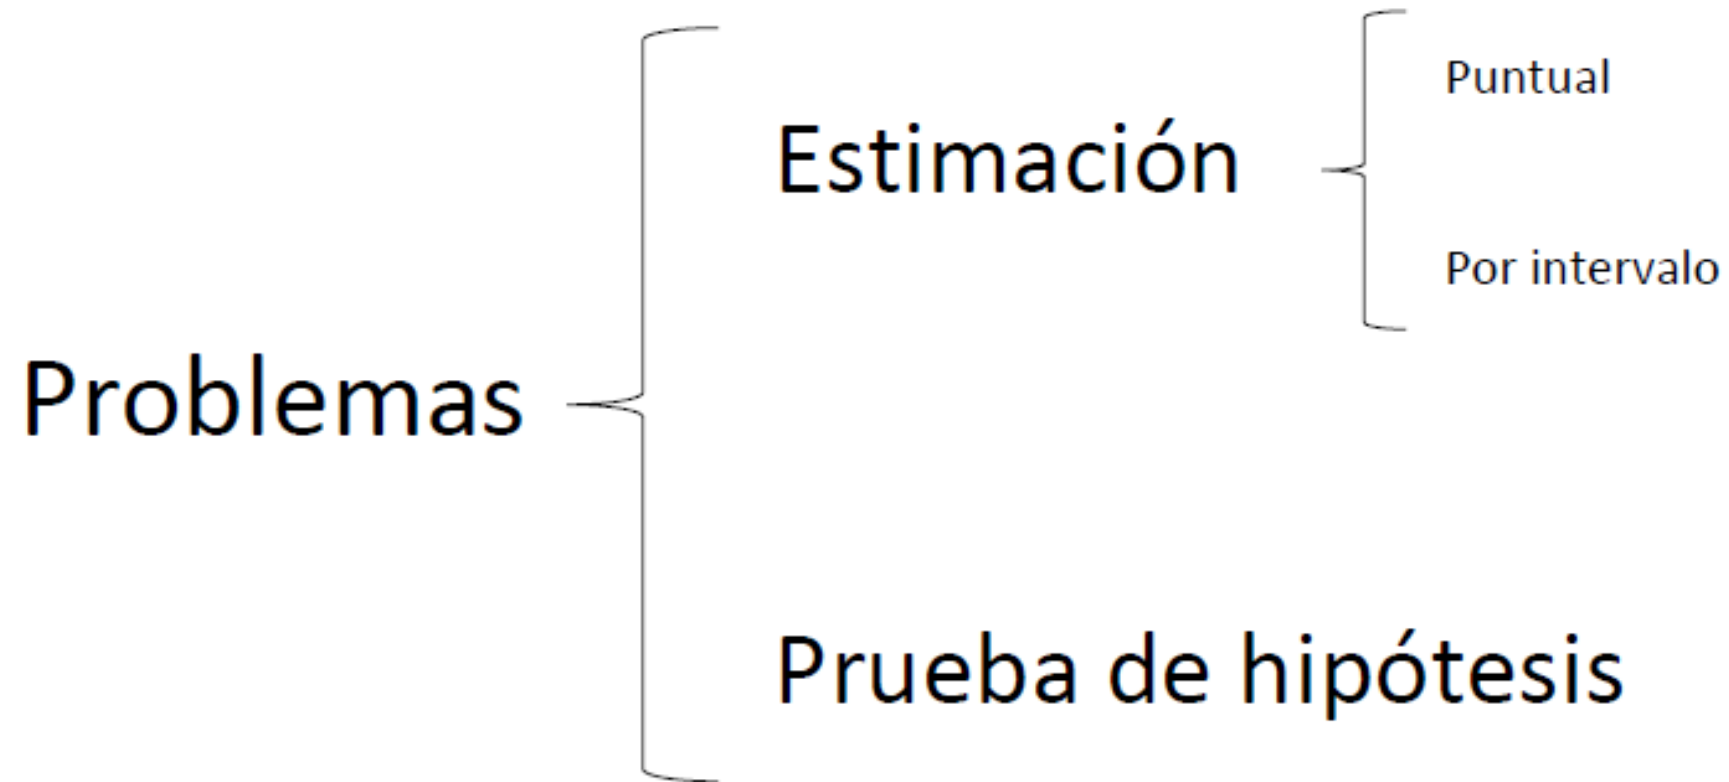 Problemas
Estimación
Puntual
Por intervalo
Prueba de hipótesis